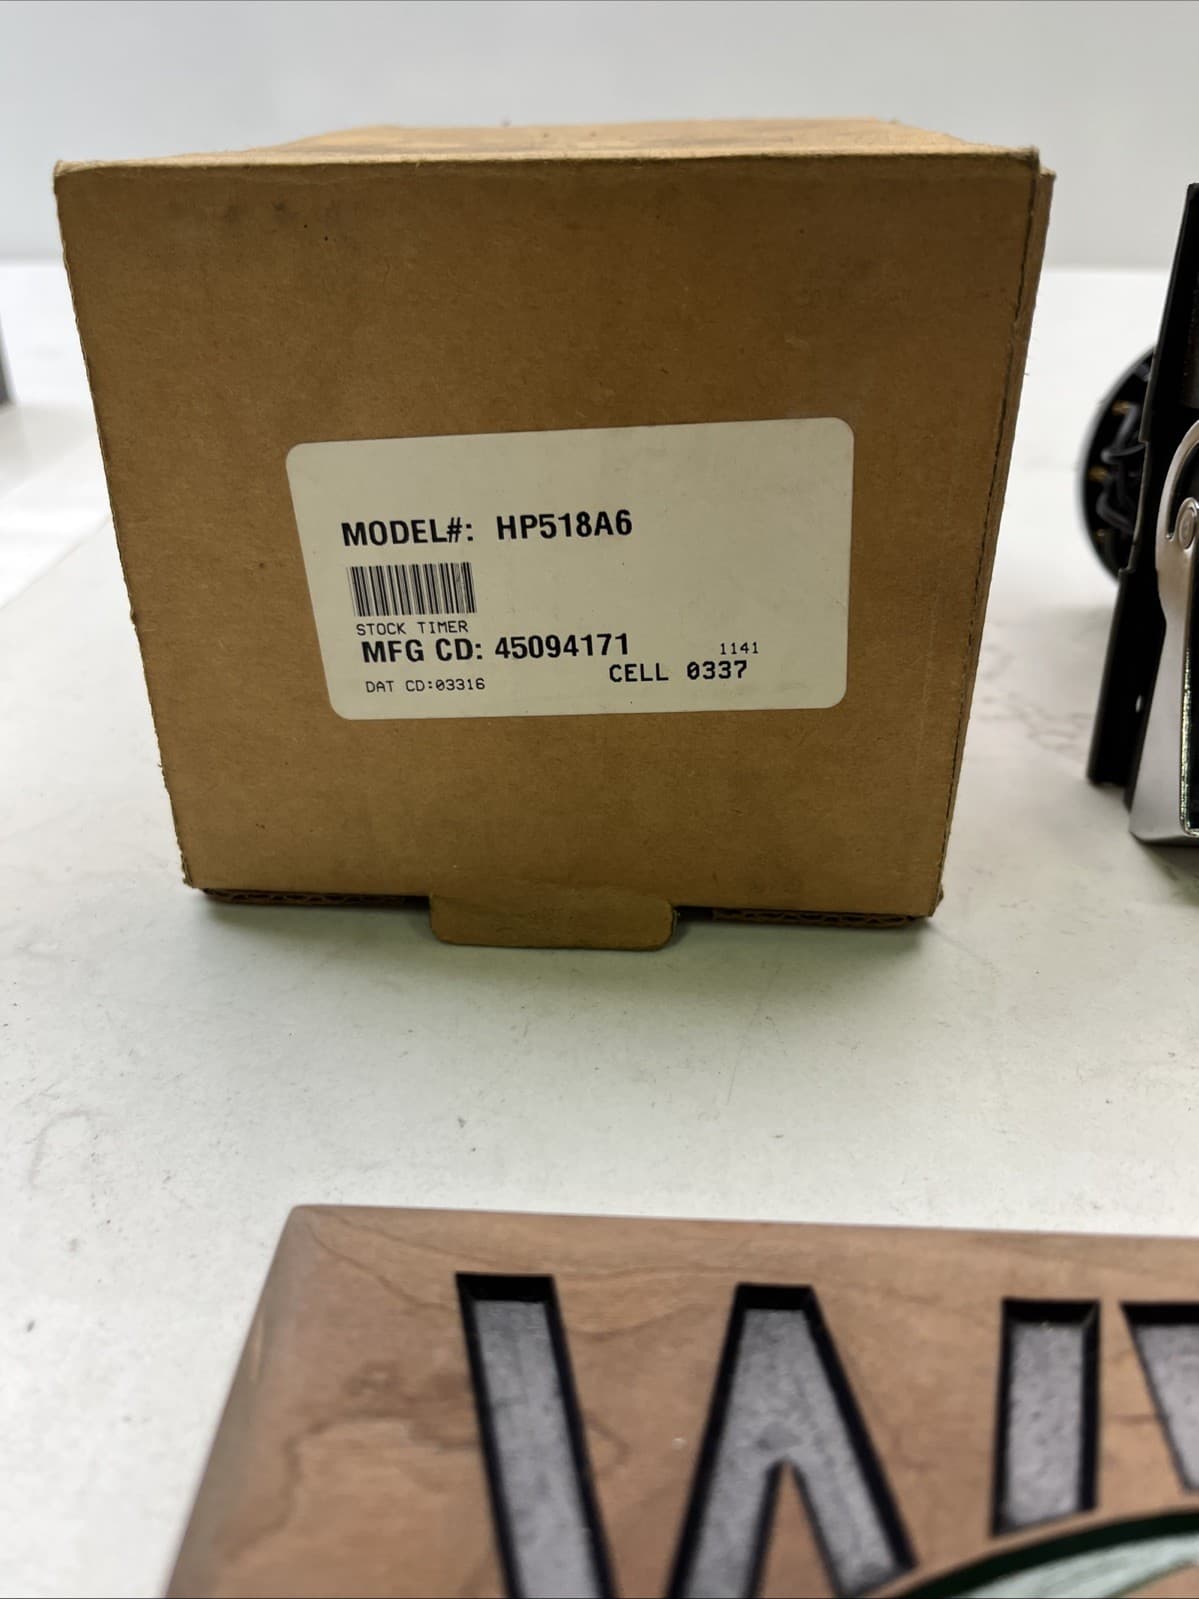 MODEL#: HP518A6
STOCK TIMER
MFG CD: 45094171 1141
DAT CD:03316 CELL 0337